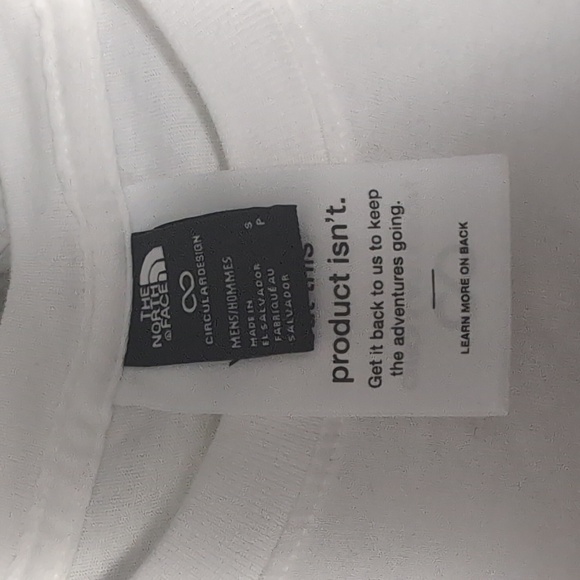 THE
NORTH
FACE
CIRCULARDESIGN
MENS/HOMMES
S
P
MADE IN
EL SALVADOR
FABRIQUÉ AU
SALVADOR
product isn't.
Get it back to us to keep
the adventures going.
LEARN MORE ON BACK